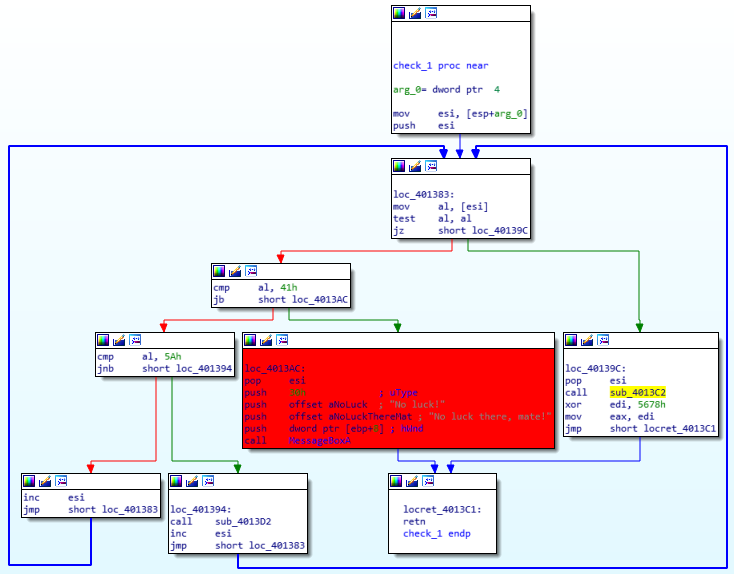 check_1 proc near
arg_0= dword ptr 4
mov esi, [esp+arg_0]
push esi
loc_401383:
mov al, [esi]
test al, al
jz short loc_40139C
cmp al, 41h
jb short loc_4013AC
cmp al, 5Ah
jnb short loc_401394
loc_4013AC:
pop esi
push ; uType
push offset aNoLuck ; "No luck!"
push offset aNoLuckThereMat ; "No luck there, mate!"
push dword ptr [ebp+ ] ; hWnd
call MessageBoxA
loc_40139C:
pop esi
call sub_4013C2
xor edi, 5678h
mov eax, edi
jmp short locret_4013C1
inc esi
jmp short loc_401383
loc_401394:
call sub_4013D2
inc esi
jmp short loc_401383
locret_4013C1:
retn
check_1 endp